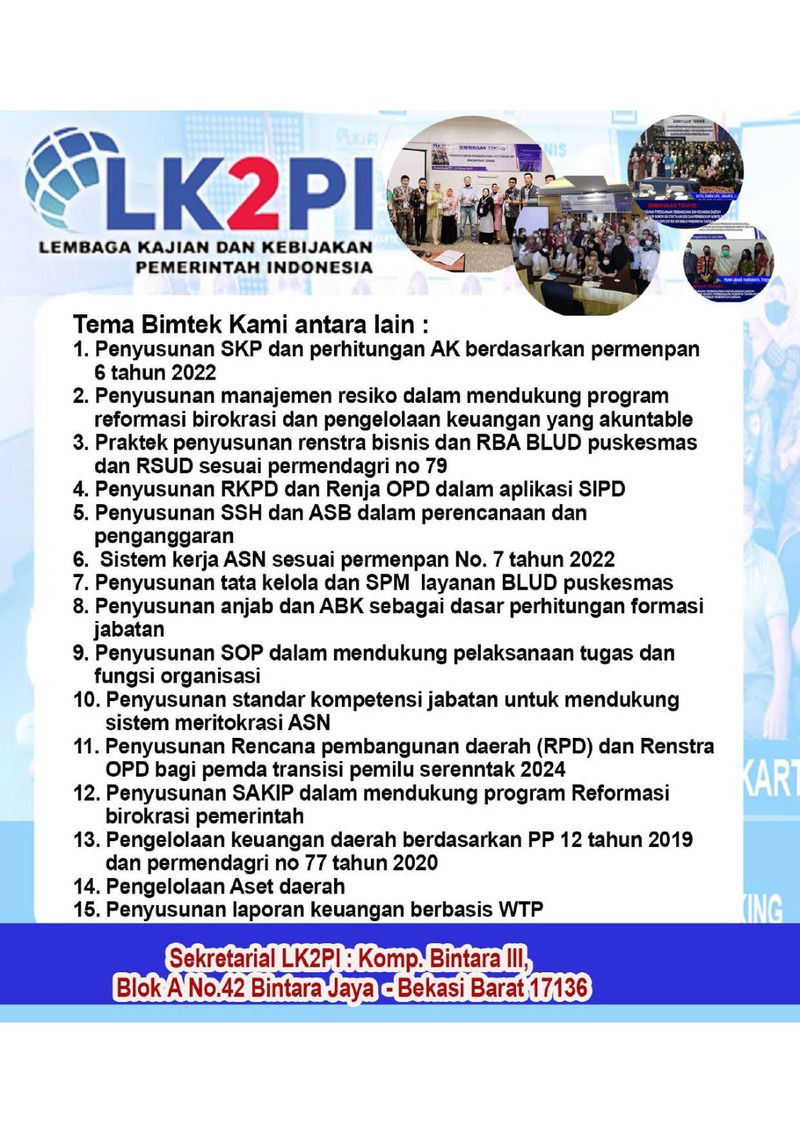 LK2PI
LEMBAGA KAJIAN DAN KEBIJAKAN
PEMERINTAH INDONESIA
BIMBINGAN TEKNIS
Tema Bimtek Kami antara lain :
1. Penyusunan SKP dan perhitungan AK berdasarkan permenpan
6 tahun 2022
2. Penyusunan manajemen resiko dalam mendukung program
reformasi birokrasi dan pengelolaan keuangan yang akuntable
3. Praktek penyusunan renstra bisnis dan RBA BLUD puskesmas
dan RSUD sesuai permendagri no 79
4. Penyusunan RKPD dan Renja OPD dalam aplikasi SIPD
5. Penyusunan SSH dan ASB dalam perencanaan dan
penganggaran
6. Sistem kerja ASN sesuai permenpan No. 7 tahun 2022
7. Penyusunan tata kelola dan SPM layanan BLUD puskesmas
8. Penyusunan anjab dan ABK sebagai dasar perhitungan formasi
jabatan
9. Penyusunan SOP dalam mendukung pelaksanaan tugas dan
fungsi organisasi
10. Penyusunan standar kompetensi jabatan untuk mendukung
sistem meritokrasi ASN
11. Penyusunan Rencana pembangunan daerah (RPD) dan Renstra
OPD bagi pemda transisi pemilu serenntak 2024
12. Penyusunan SAKIP dalam mendukung program Reformasi
birokrasi pemerintah
13. Pengelolaan keuangan daerah berdasarkan PP 12 tahun 2019
dan permendagri no 77 tahun 2020
14. Pengelolaan Aset daerah
15. Penyusunan laporan keuangan berbasis WTP
KART
KING
Sekretarial LK2PI : Komp. Bintara III,
Blok A No.42 Bintara Jaya - Bekasi Barat 17136